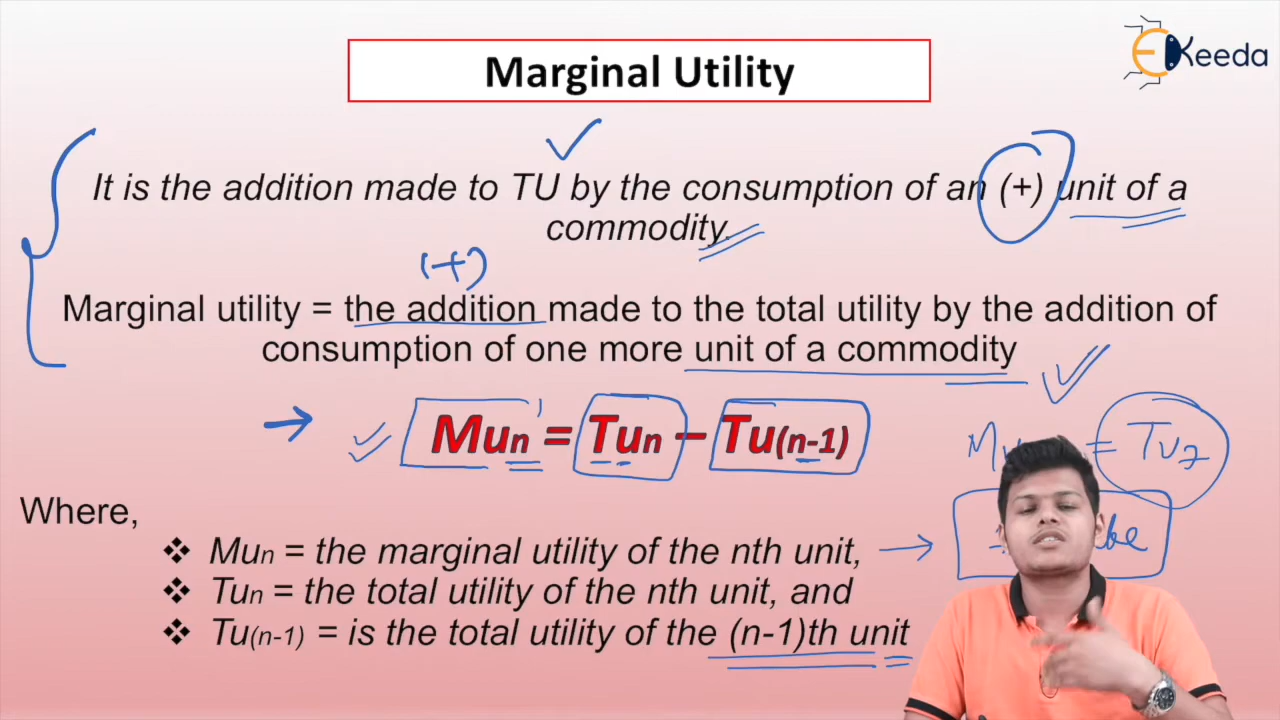 Marginal Utility
EKeeda
It is the addition made to TU by the consumption of an (+) unit of a
commodity.
(+)
Marginal utility = the addition made to the total utility by the addition of
consumption of one more unit of a commodity
Mun = Tun – Tu(n-1)
= TU7
Where,
❖ Mun = the marginal utility of the nth unit,
❖ Tun = the total utility of the nth unit, and
❖ Tu(n-1) = is the total utility of the (n-1)th unit